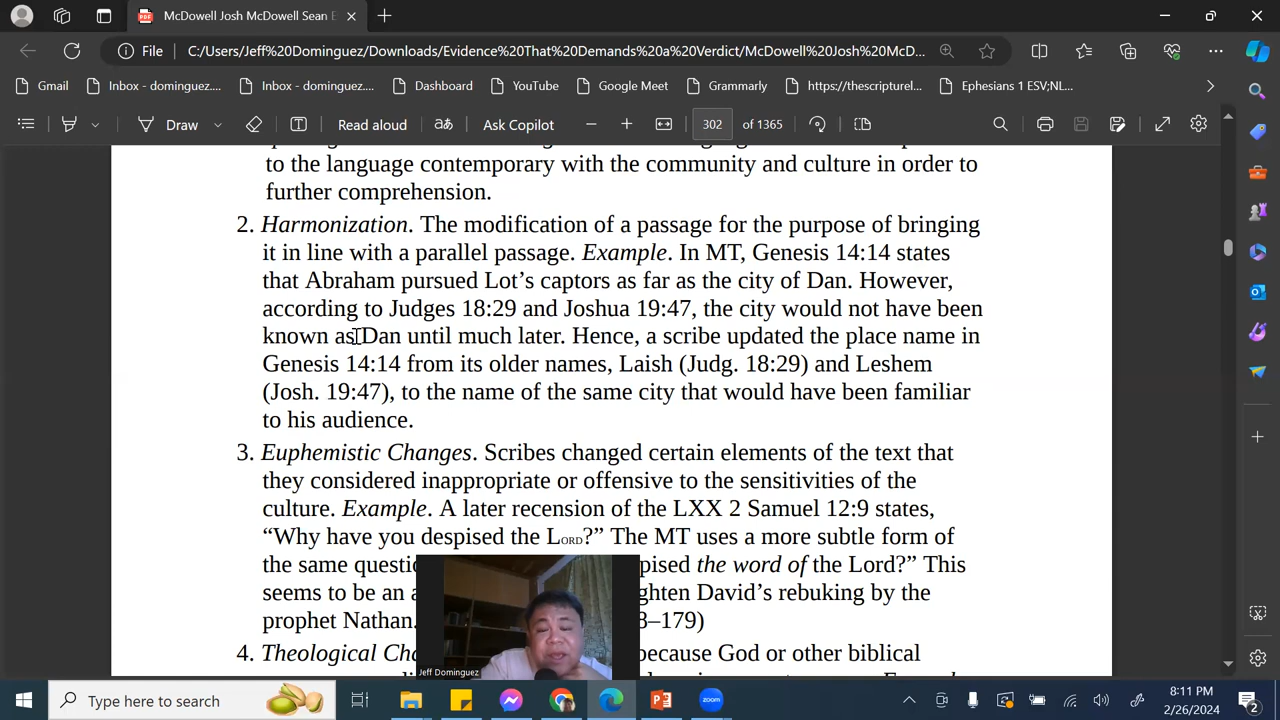 McDowell Josh McDowell Sean E
File
C:/Users/Jeff%20Dominguez/Downloads/Evidence%20That%20Demands%20a%20Verdict/McDowell%20Josh%20McD...
Gmail
Inbox - dominguez....
Inbox - dominguez....
Dashboard
YouTube
Google Meet
Grammarly
https://thescripturel...
Ephesians 1 ESV;NL...
Draw
Read aloud
Ask Copilot
302
of 1365
to the language contemporary with the community and culture in order to
further comprehension.
2. Harmonization. The modification of a passage for the purpose of bringing
it in line with a parallel passage. Example. In MT, Genesis 14:14 states
that Abraham pursued Lot’s captors as far as the city of Dan. However,
according to Judges 18:29 and Joshua 19:47, the city would not have been
known as Dan until much later. Hence, a scribe updated the place name in
Genesis 14:14 from its older names, Laish (Judg. 18:29) and Leshem
(Josh. 19:47), to the name of the same city that would have been familiar
to his audience.
3. Euphemistic Changes. Scribes changed certain elements of the text that
they considered inappropriate or offensive to the sensitivities of the
culture. Example. A later recension of the LXX 2 Samuel 12:9 states,
“Why have you despised the LORD?” The MT uses a more subtle form of
the same questio pised the word of the Lord?” This
seems to be an a ghten David’s rebuking by the
prophet Nathan. 8–179)
4. Theological Cha because God or other biblical
Jeff Dominguez
Type here to search
8:11 PM
2/26/2024
2